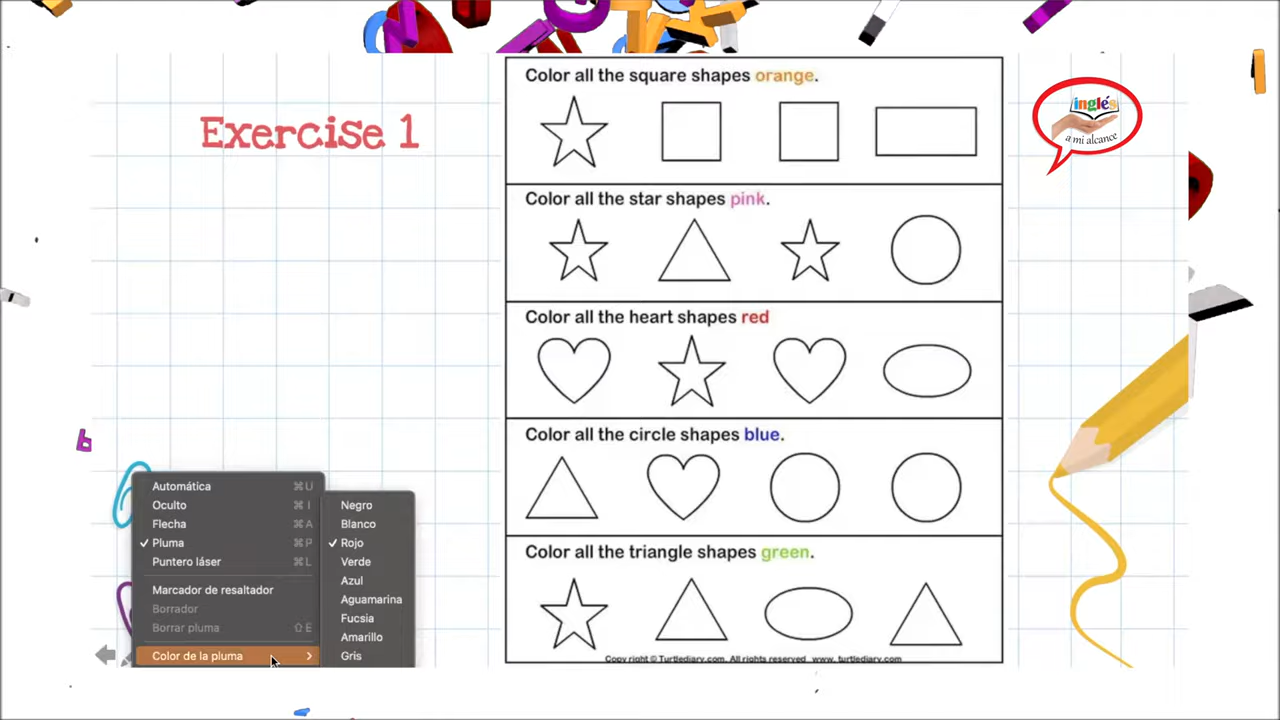 Exercise 1
Color all the square shapes orange.
Color all the star shapes pink.
Color all the heart shapes red
Color all the circle shapes blue.
Color all the triangle shapes green.
Copyright © Turtlediary.com. All rights reserved www. turtlediary.com
inglés
a mi alcance
Automática ⌘U
Oculto ⌘I
Flecha ⌘A
✓ Pluma ⌘P
Puntero láser ⌘L
Marcador de resaltador
Borrador
Borrar pluma ⇧E
Color de la pluma >
Negro
Blanco
✓ Rojo
Verde
Azul
Aguamarina
Fucsia
Amarillo
Gris